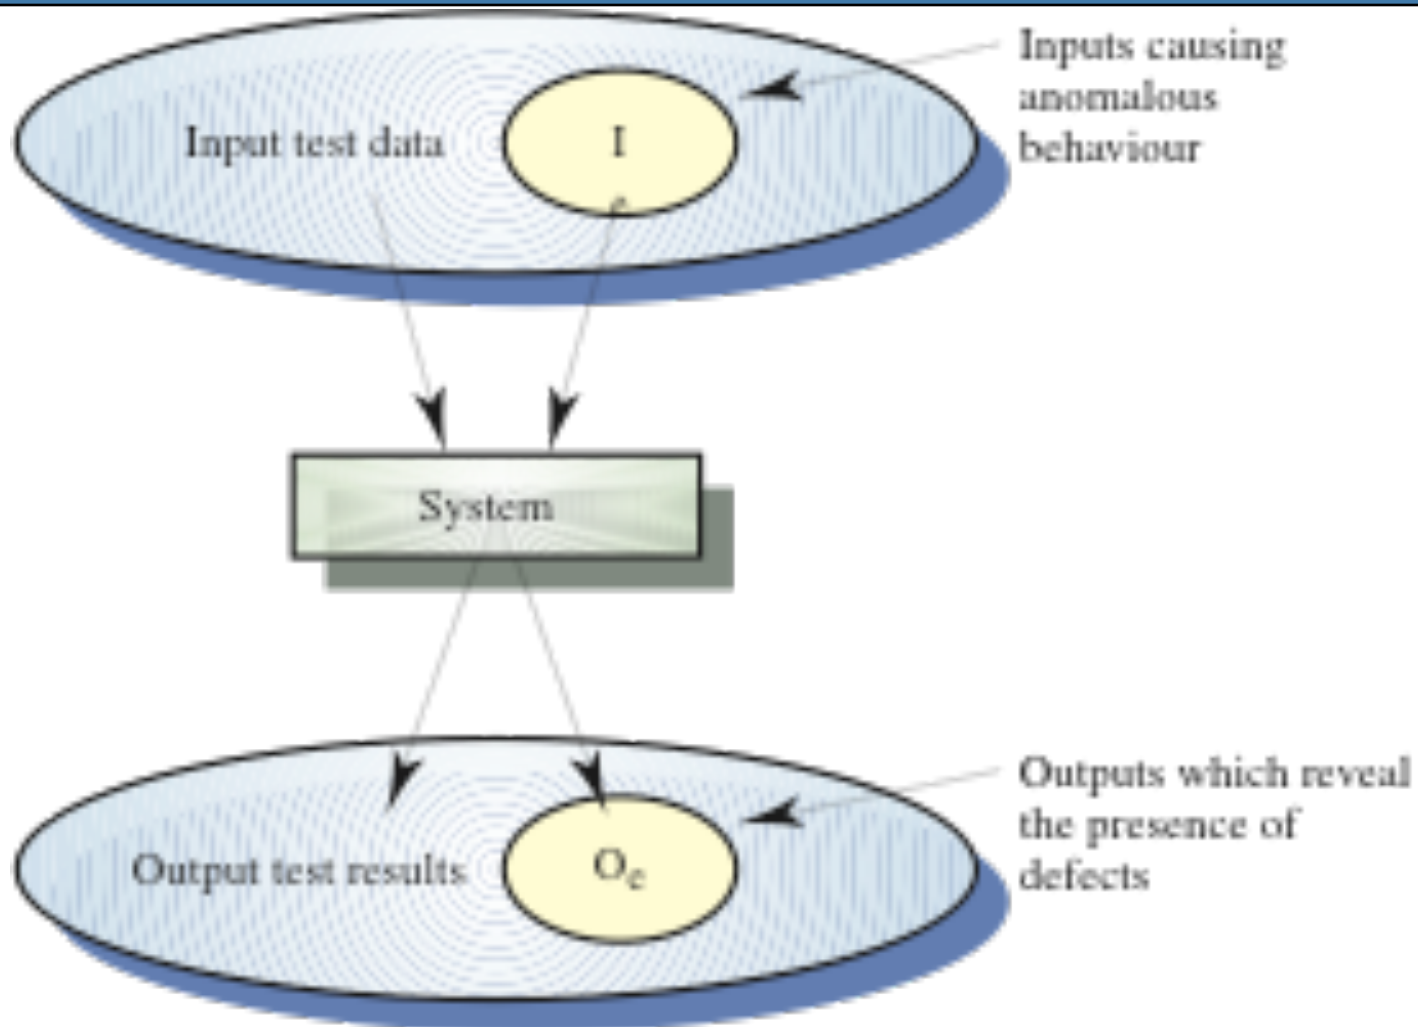 Inputs causing
anomalous
behaviour
Input test data
I
e
System
Outputs which reveal
the presence of
defects
Output test results
Oe